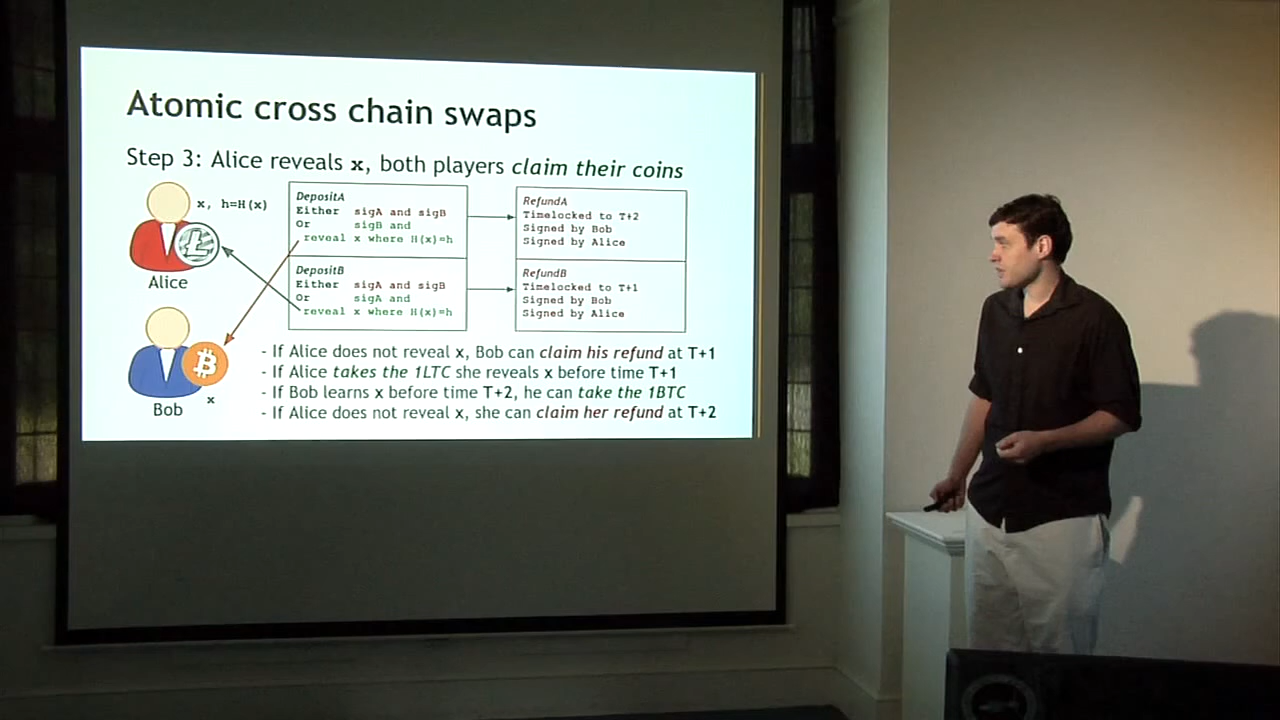 Atomic cross chain swaps
Step 3: Alice reveals x, both players claim their coins
x, h=H(x)
Alice
DepositA
Either sigA and sigB
Or sigB and
reveal x where H(x)=h
RefundA
Timelocked to T+2
Signed by Bob
Signed by Alice
DepositB
Either sigA and sigB
Or sigA and
reveal x where H(x)=h
RefundB
Timelocked to T+1
Signed by Bob
Signed by Alice
Bob
x
- If Alice does not reveal x, Bob can claim his refund at T+1
- If Alice takes the 1LTC she reveals x before time T+1
- If Bob learns x before time T+2, he can take the 1BTC
- If Alice does not reveal x, she can claim her refund at T+2